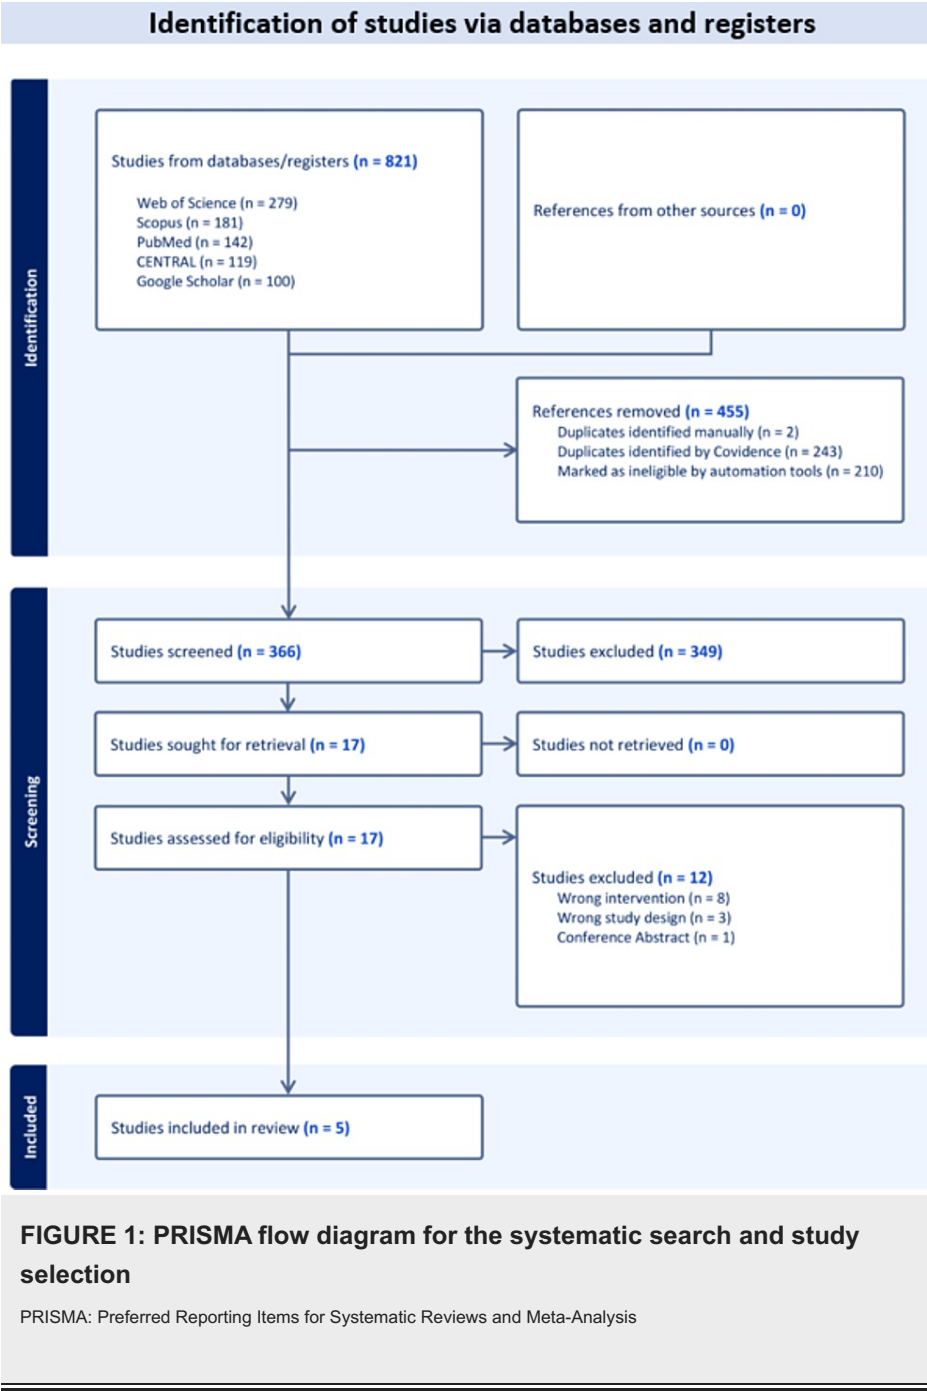 Identification of studies via databases and registers
Identification
Studies from databases/registers (n = 821)
Web of Science (n = 279)
Scopus (n = 181)
PubMed (n = 142)
CENTRAL (n = 119)
Google Scholar (n = 100)
References from other sources (n = 0)
References removed (n = 455)
Duplicates identified manually (n = 2)
Duplicates identified by Covidence (n = 243)
Marked as ineligible by automation tools (n = 210)
Screening
Studies screened (n = 366)
Studies excluded (n = 349)
Studies sought for retrieval (n = 17)
Studies not retrieved (n = 0)
Studies assessed for eligibility (n = 17)
Studies excluded (n = 12)
Wrong intervention (n = 8)
Wrong study design (n = 3)
Conference Abstract (n = 1)
Included
Studies included in review (n = 5)
FIGURE 1: PRISMA flow diagram for the systematic search and study
selection
PRISMA: Preferred Reporting Items for Systematic Reviews and Meta-Analysis